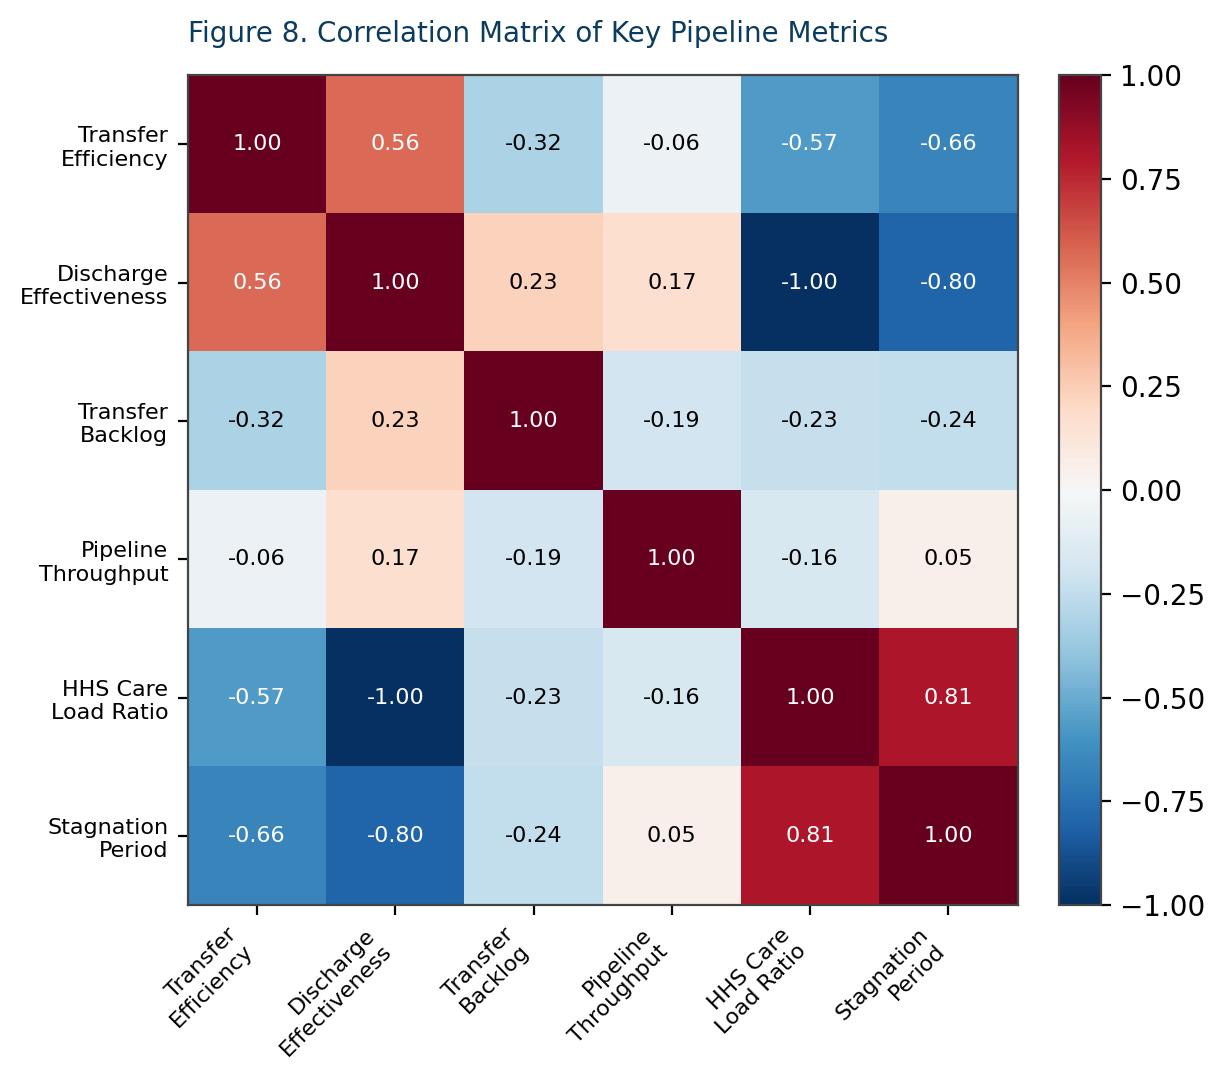 Figure 8. Correlation Matrix of Key Pipeline Metrics
Transfer
Efficiency
1.00 0.56 -0.32 -0.06 -0.57 -0.66
Discharge
Effectiveness
0.56 1.00 0.23 0.17 -1.00 -0.80
Transfer
Backlog
-0.32 0.23 1.00 -0.19 -0.23 -0.24
Pipeline
Throughput
-0.06 0.17 -0.19 1.00 -0.16 0.05
HHS Care
Load Ratio
-0.57 -1.00 -0.23 -0.16 1.00 0.81
Stagnation
Period
-0.66 -0.80 -0.24 0.05 0.81 1.00
Transfer
Efficiency
Discharge
Effectiveness
Transfer
Backlog
Pipeline
Throughput
HHS Care
Load Ratio
Stagnation
Period
1.00
0.75
0.50
0.25
0.00
−0.25
−0.50
−0.75
−1.00